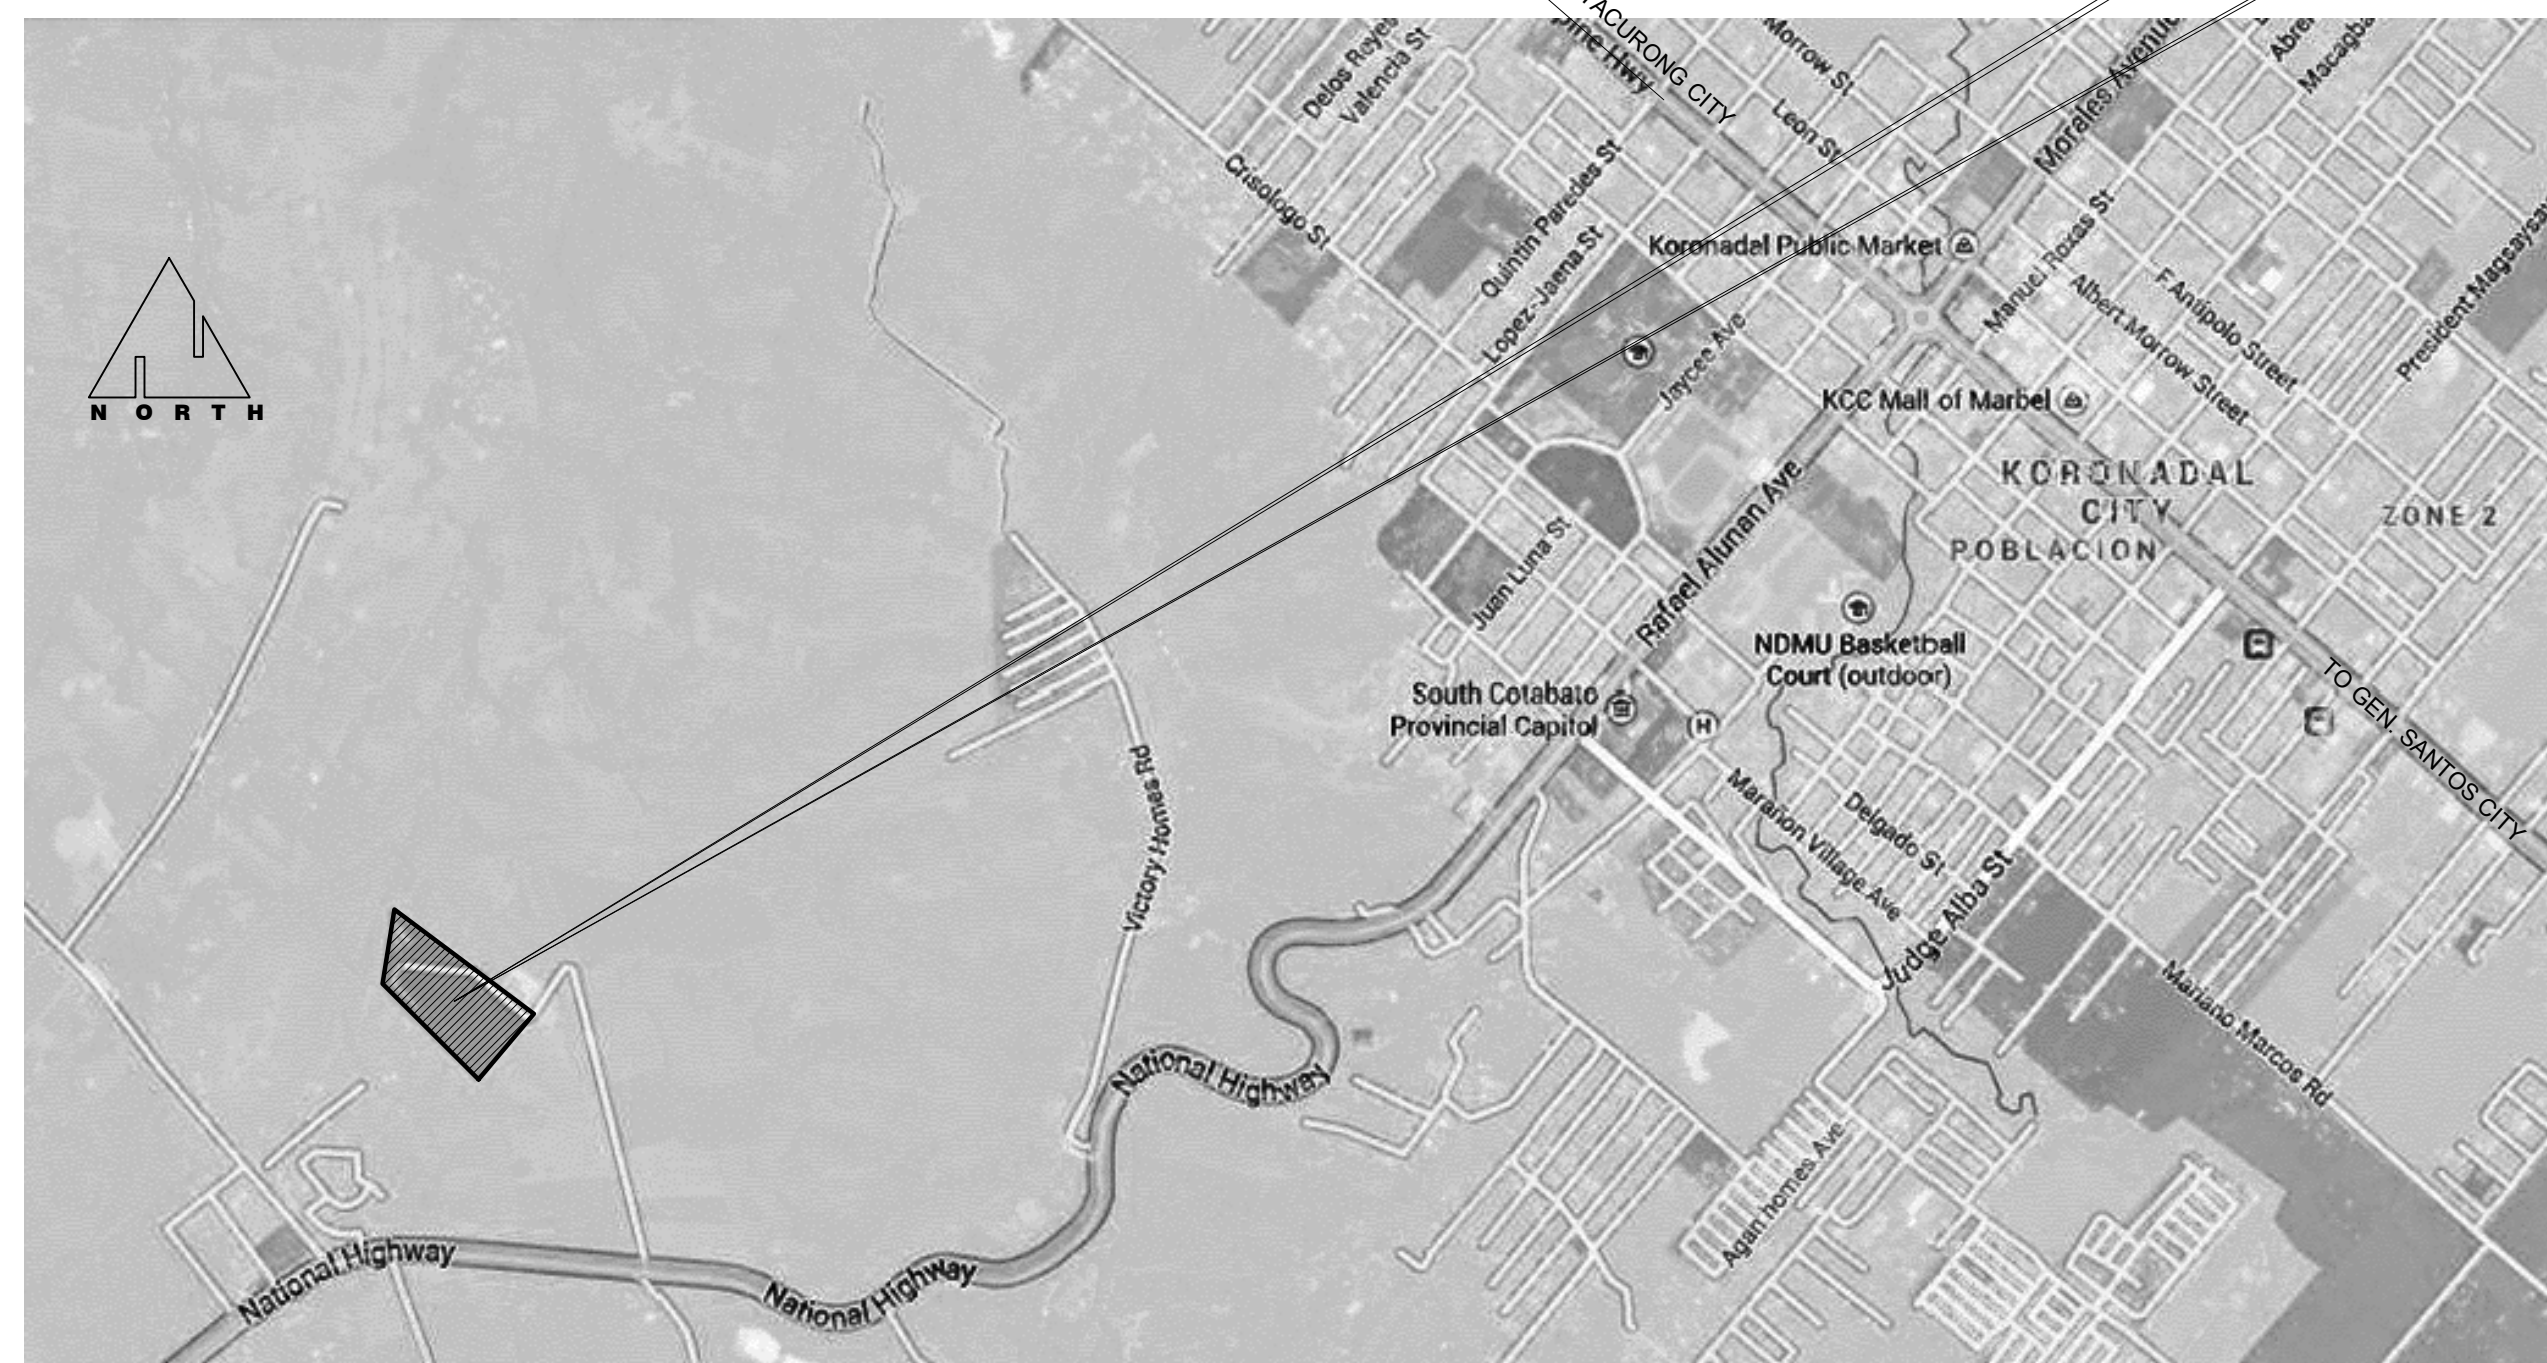 TACURONG CITY
Hwy
Morrow St
Leon St
Morales Avenue
Delos Reyes
Valencia St
Crisologo St
Quintin Paredes St
Lopez-Jaena St
Koronadal Public Market
Manuel Roxas St
F Antipolo Street
Albert Morrow Street
Jaycee Ave
KCC Mall of Marbel
NORTH
KORONADAL
CITY
POBLACION
ZONE 2
Rafael Alunan Ave
Juan Luna St
NDMU Basketball
Court (outdoor)
South Cotabato
Provincial Capitol
H
TO GEN. SANTOS CITY
Victory Homes Rd
Marañon Village Ave
Delgado St
Judge Alba St
Mariano Marcos Rd
National Highway
Agan homes Ave
National Highway
National Highway